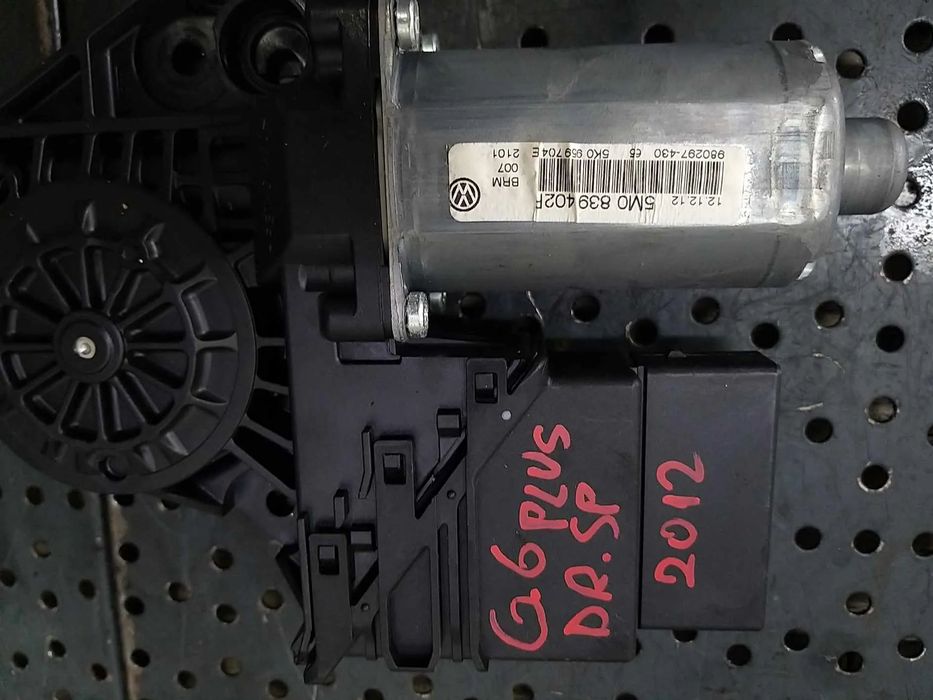 12.12.12
5M0 839 402F
980297-430 65 5K0 959 704 E
BRM
007 2101
G6 PLUS
DR. SP
2012